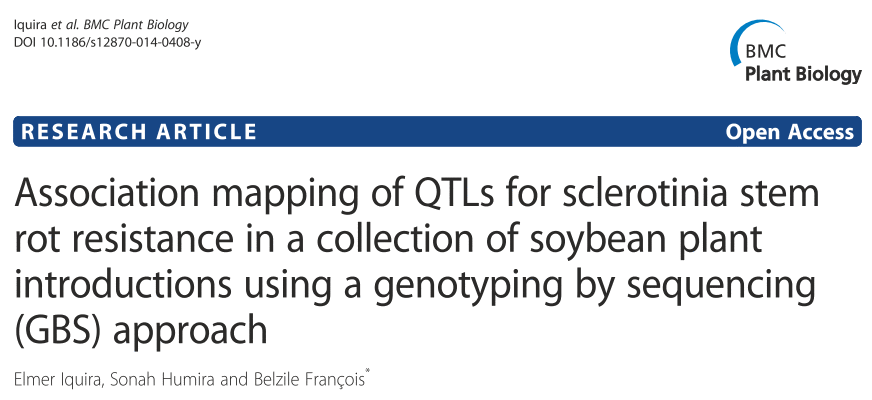 Iquira et al. BMC Plant Biology
DOI 10.1186/s12870-014-0408-y
BMC
Plant Biology
RESEARCH ARTICLE
Open Access
Association mapping of QTLs for sclerotinia stem
rot resistance in a collection of soybean plant
introductions using a genotyping by sequencing
(GBS) approach
Elmer Iquira, Sonah Humira and Belzile François*